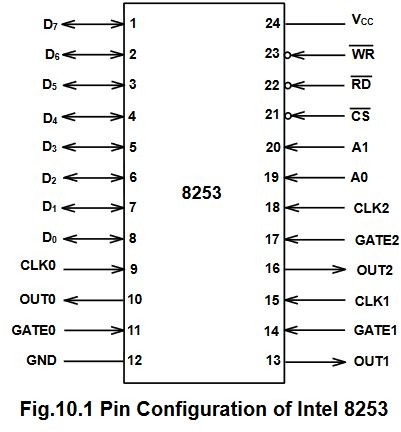 D7 1 24 VCC
D6 2 23 WR
D5 3 22 RD
D4 4 21 CS
D3 5 20 A1
D2 6 19 A0
8253
D1 7 18 CLK2
D0 8 17 GATE2
CLK0 9 16 OUT2
OUT0 10 15 CLK1
GATE0 11 14 GATE1
GND 12 13 OUT1
Fig.10.1 Pin Configuration of Intel 8253